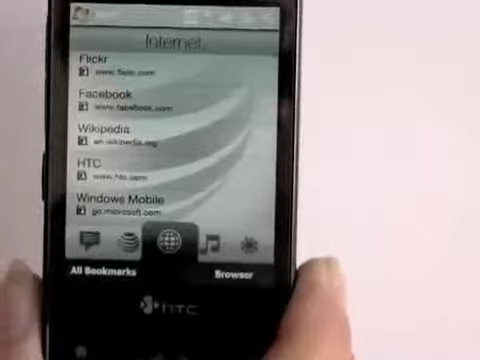 Internet
Flickr
www.flickr.com
Facebook
www.facebook.com
Wikipedia
en.wikipedia.org
HTC
www.htc.com
Windows Mobile
go.microsoft.com
All Bookmarks
Browser
hTC